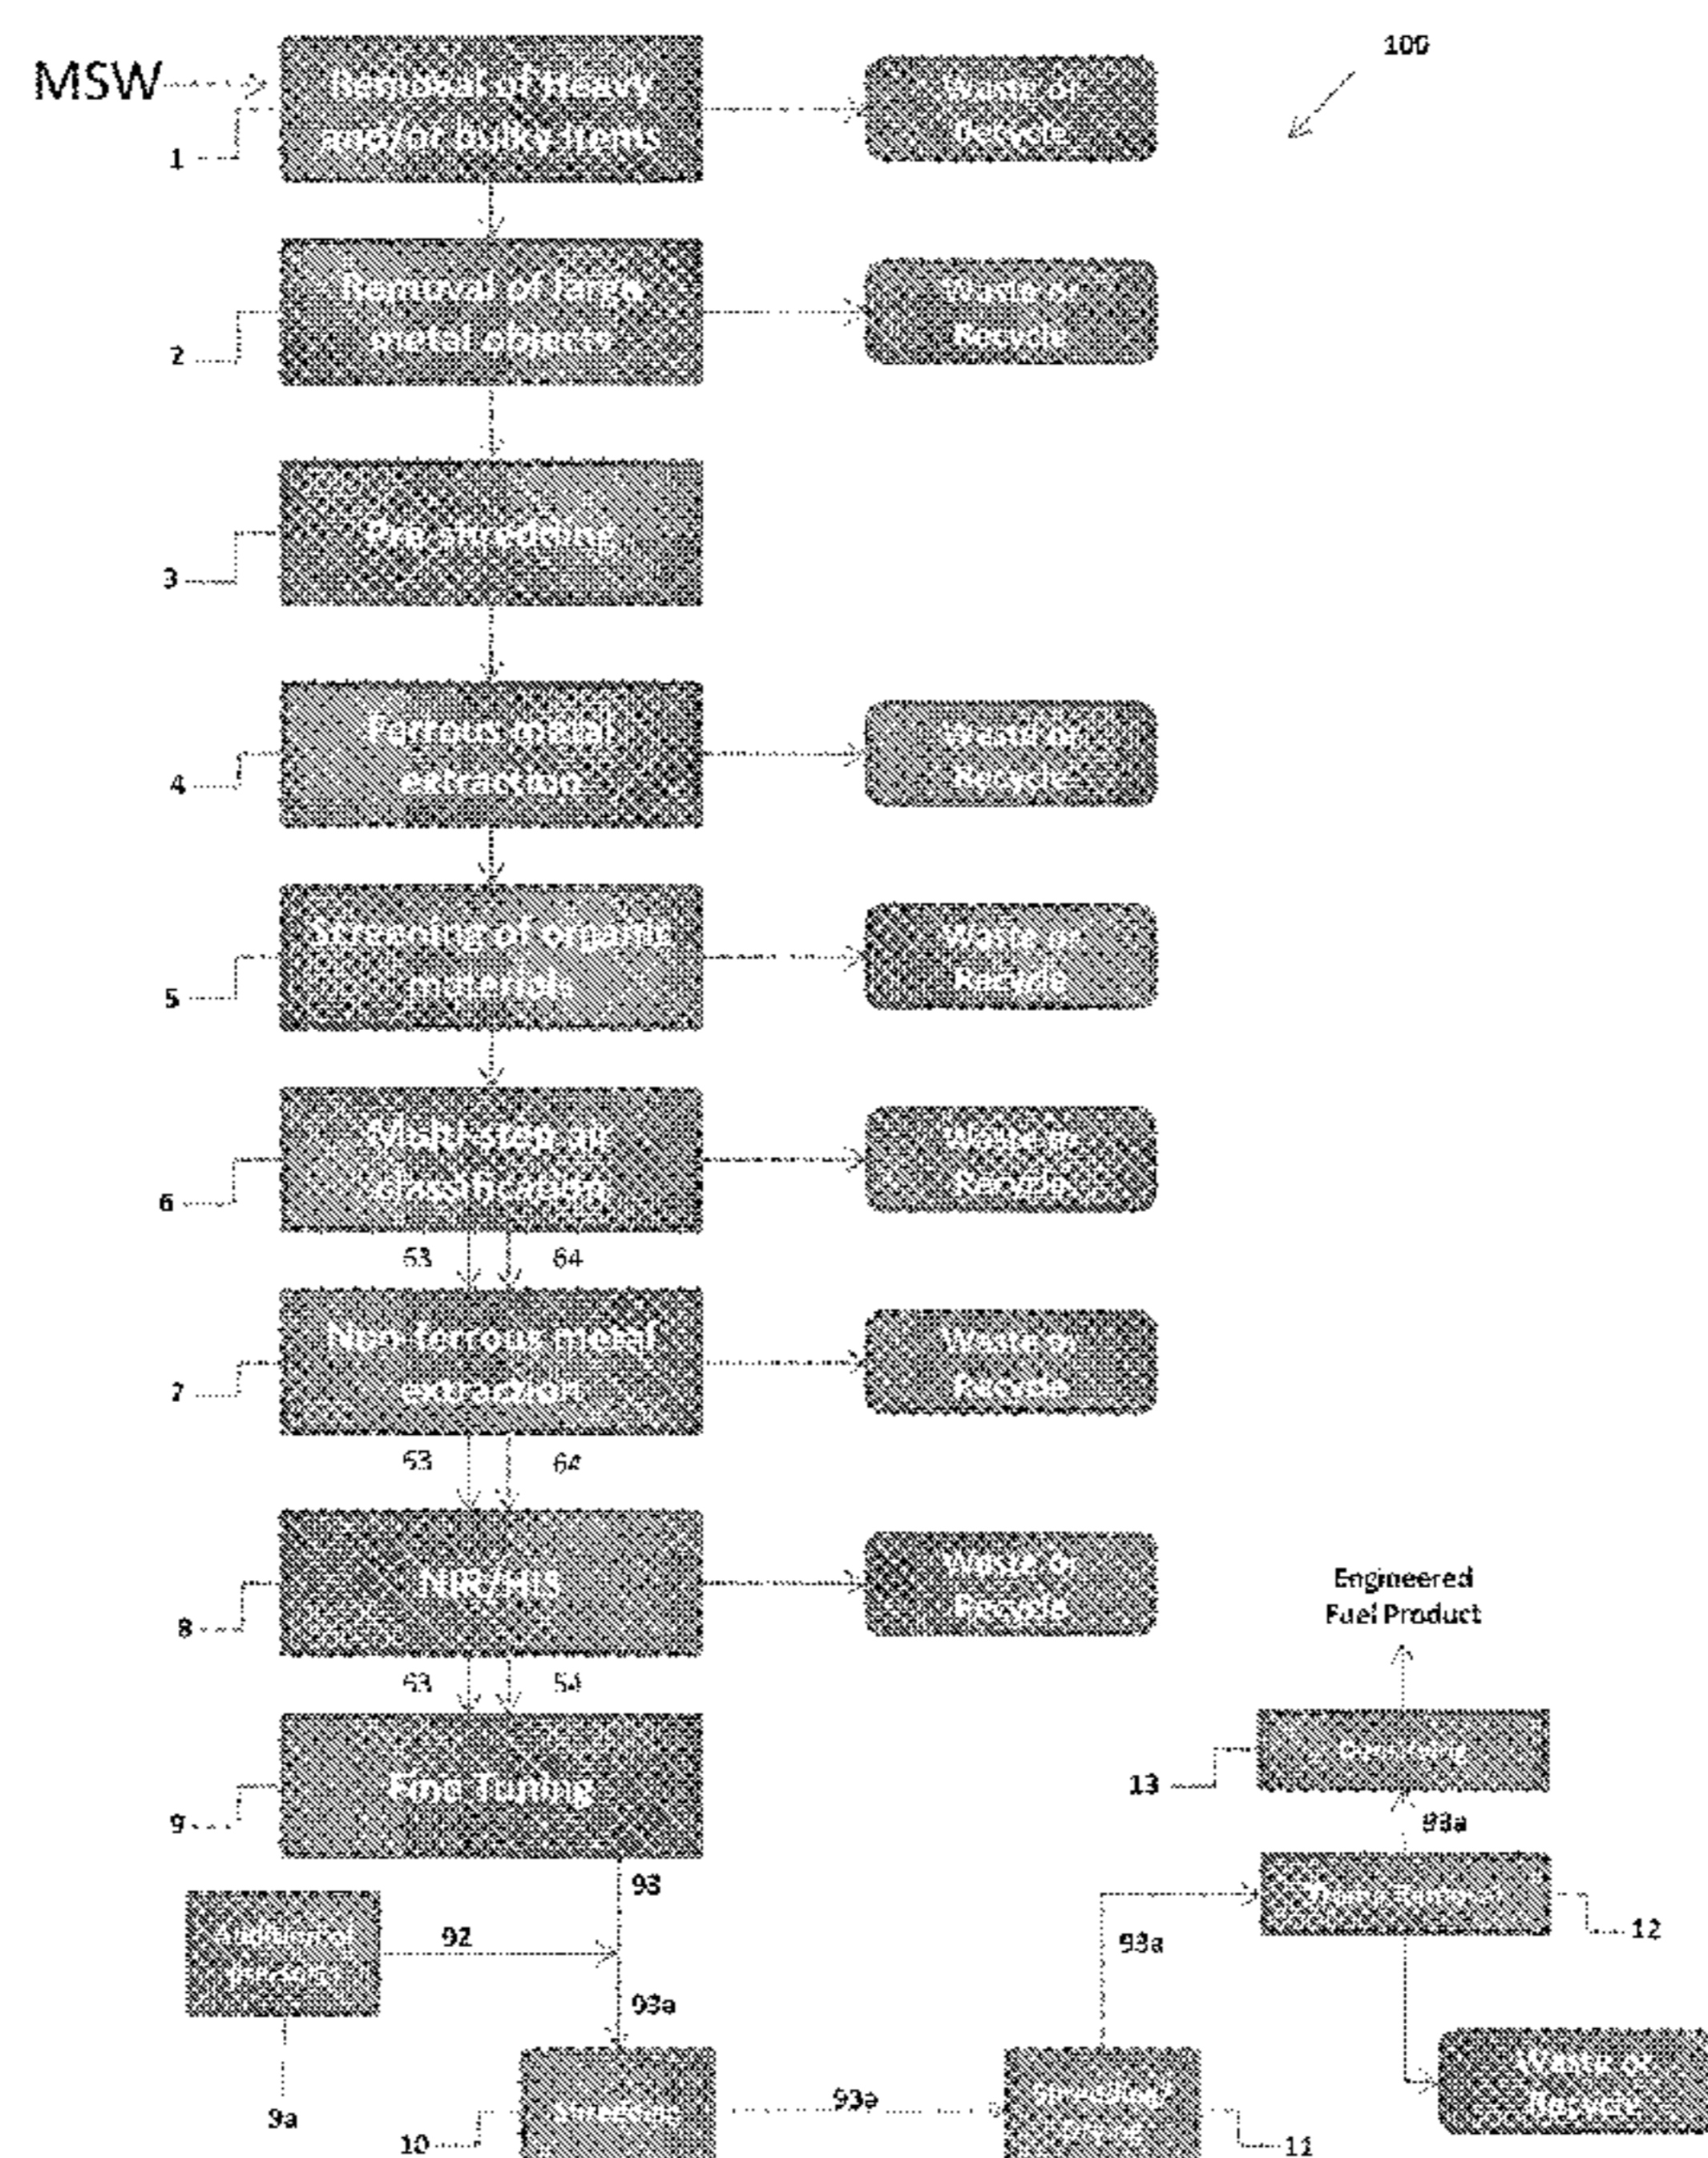 100
MSW
Removal of Heavy
and/or bulky items
Waste or
Recycle
1
Removal of large
metal objects
Waste or
Recycle
2
Pre shredding
3
Ferrous metal
extraction
Waste or
Recycle
4
Screening of organic
materials
Waste or
Recycle
5
Multi-step air
classification
Waste or
Recycle
6
63 64
Non ferrous metal
extraction
Waste or
Recycle
7
63 64
NIR/HIS
Waste or
Recycle
8
63 64
Fine Tuning
9
93
Addition of
92
93a
9a
Shredding
10
93a
11
93a
12
Waste or
Recycle
93a
13
Engineered
Fuel Product